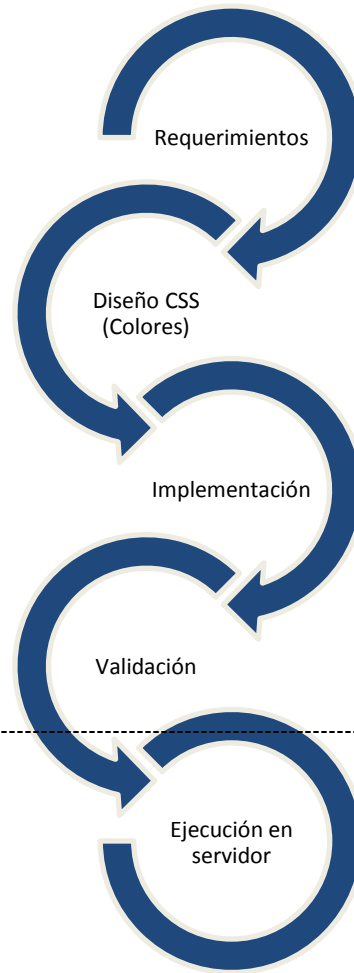 Requerimientos
Diseño CSS
(Colores)
Implementación
Validación
Ejecución en
servidor